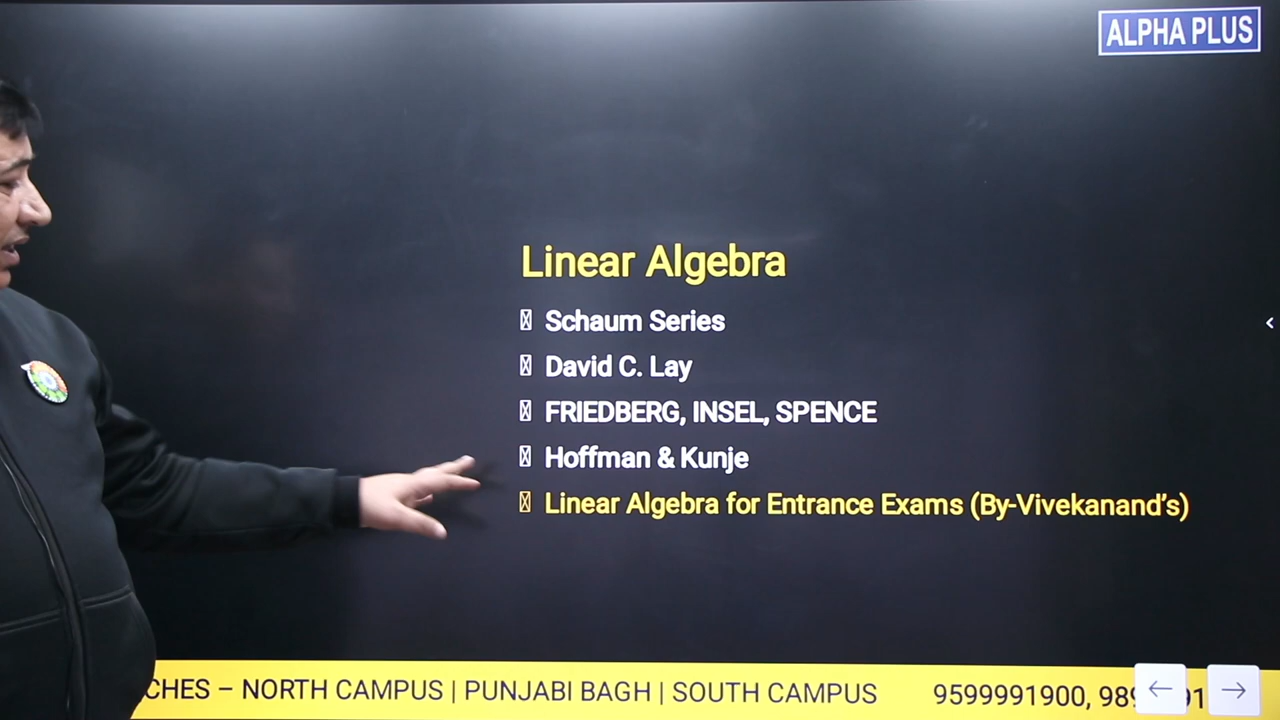 ALPHA PLUS
Linear Algebra
Schaum Series
David C. Lay
FRIEDBERG, INSEL, SPENCE
Hoffman & Kunje
Linear Algebra for Entrance Exams (By-Vivekanand's)
NORTH CAMPUS | PUNJABI BAGH | SOUTH CAMPUS
9599991900,